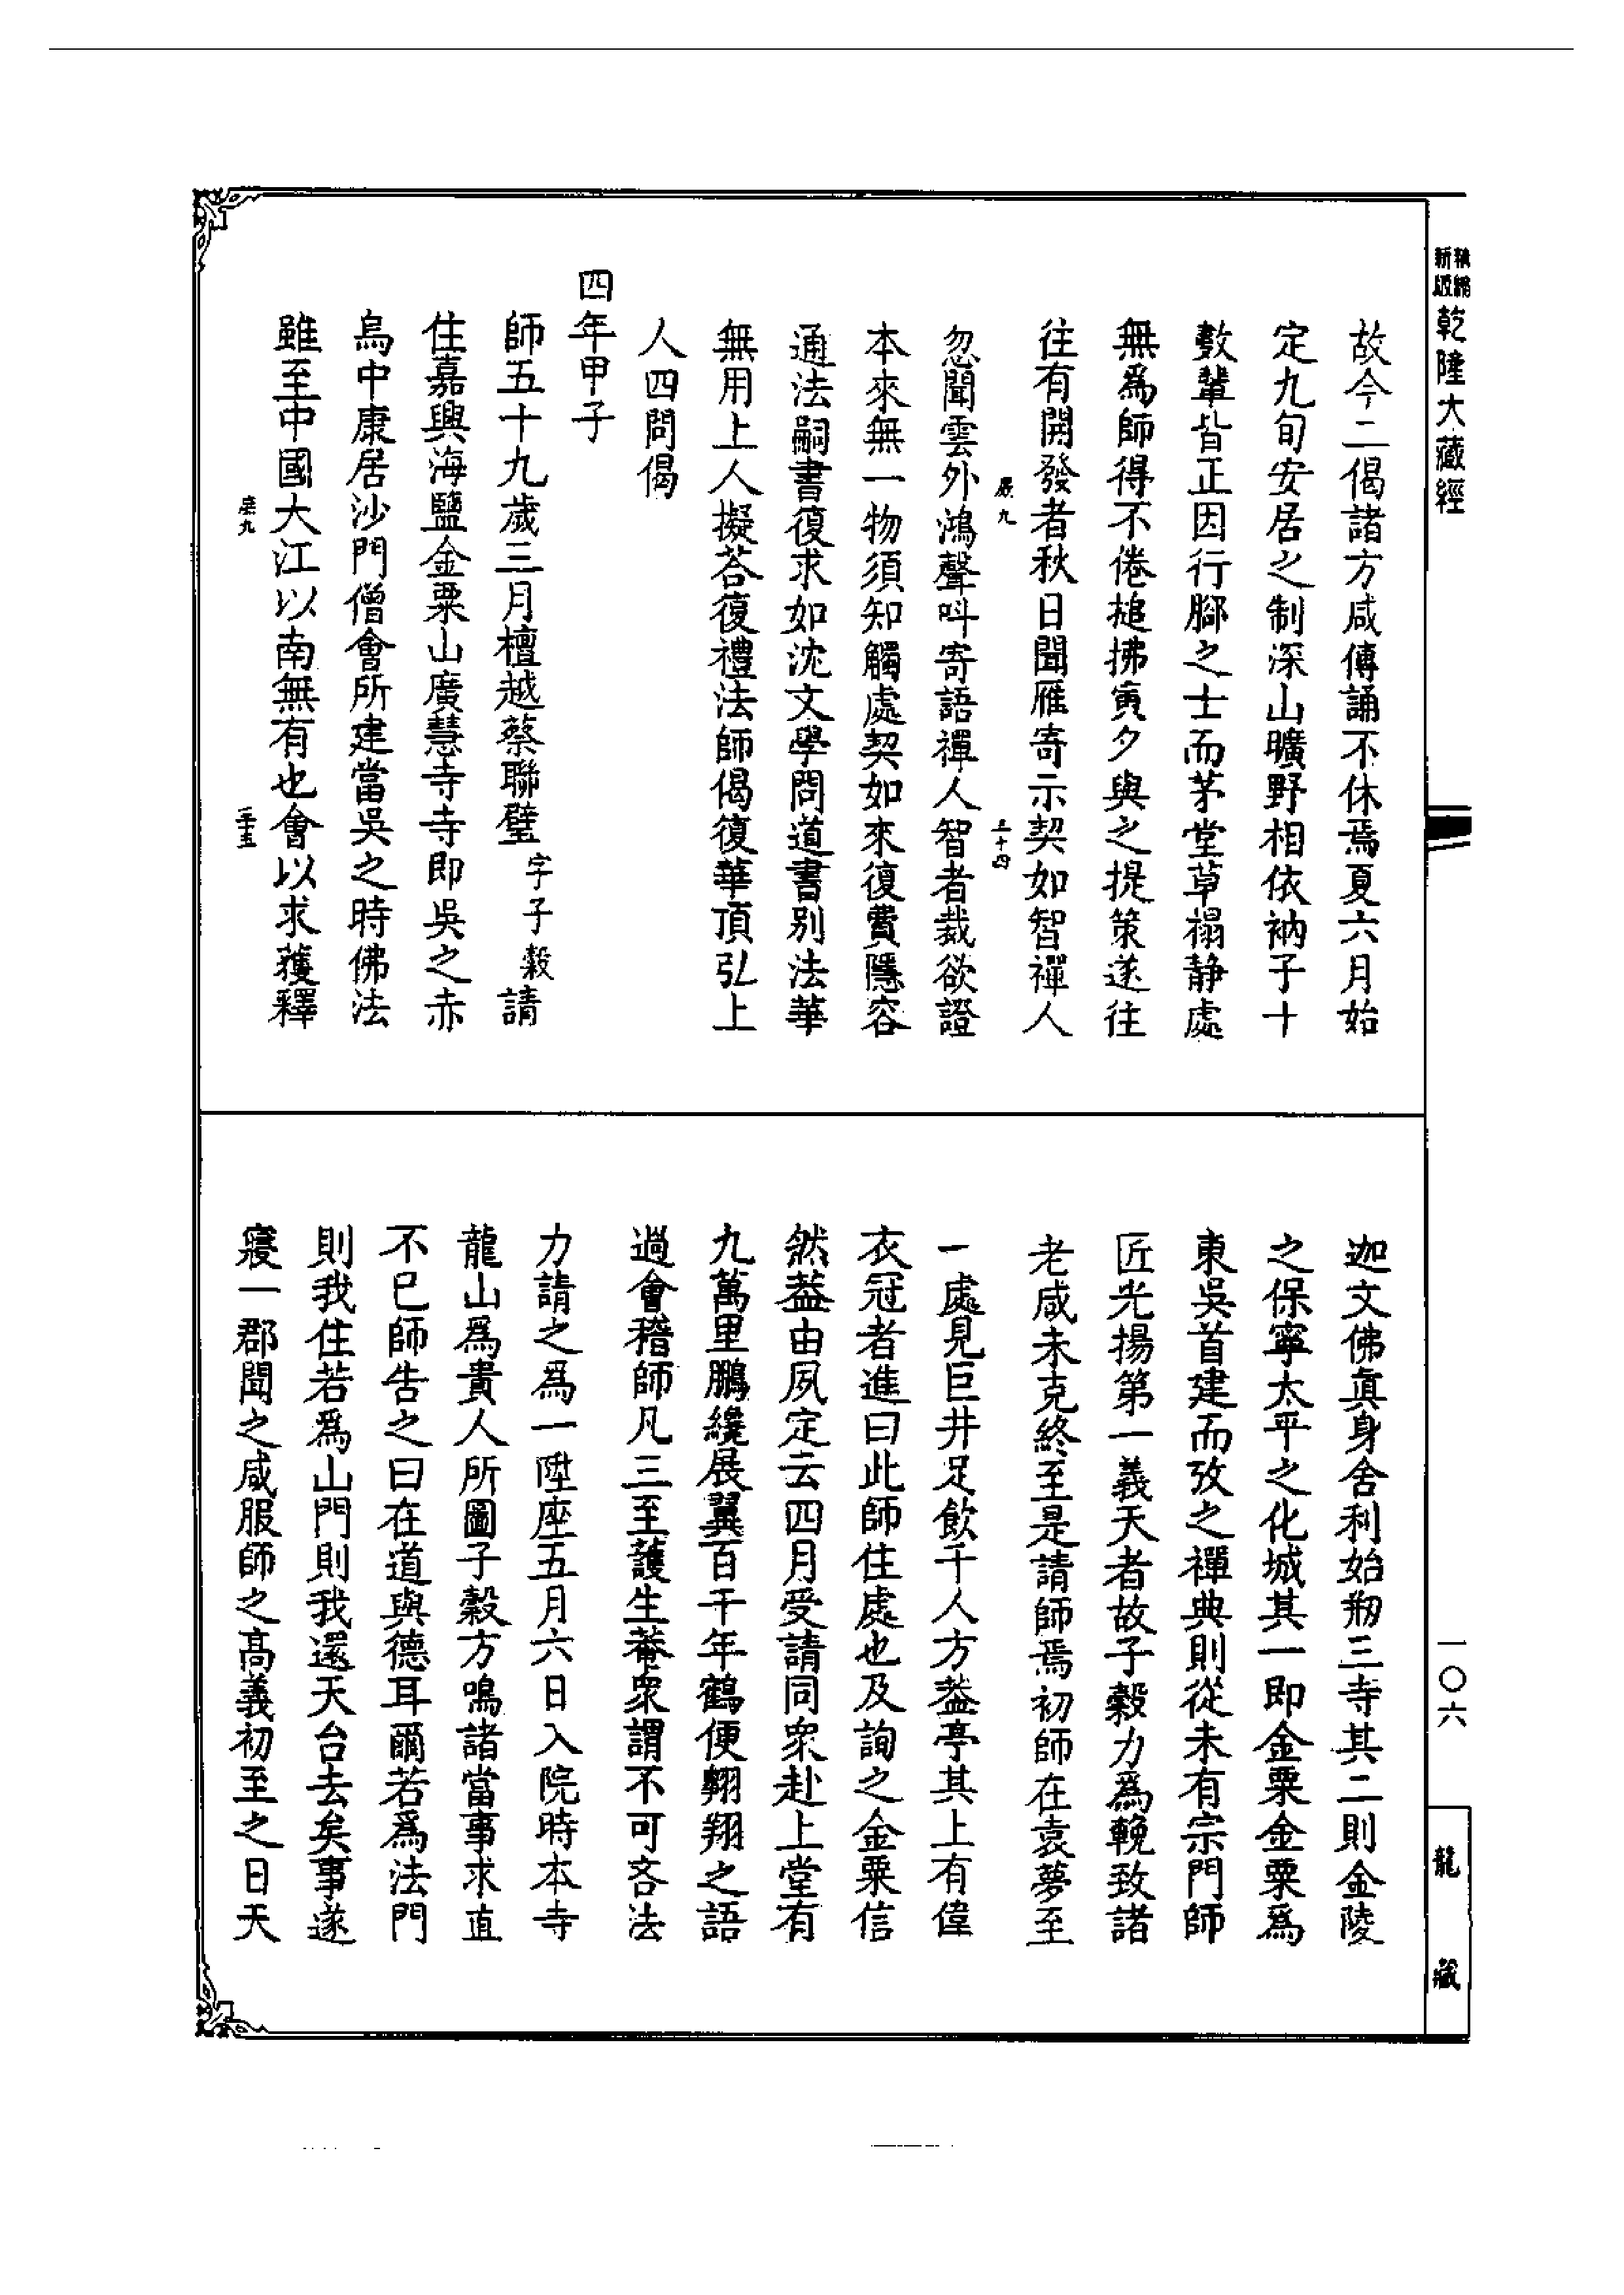 新版精縮乾隆大藏經
故今二偈諸方咸傳誦不休焉夏六月始
定九旬安居之制深山曠野相依衲子十
數輩皆正因行腳之士而茅堂草榻静處
無為師得不倦搥拂寅夕與之提策遂往
往有開發者秋日聞雁寄示契如智禪人
三十四
忽聞雲外鴻聲呌寄語禪人智者裁欲證
本來無一物須知觸處契如來復費隱容
通法嗣書復求如沈文學問道書别法華
無用上人擬荅復禮法師偈復華頂弘上
人四問偈
四年甲子
師五十九歲三月檀越蔡聯璧字子穀請
住嘉興海鹽金粟山廣慧寺寺即吳之赤
烏中康居沙門僧會所建當吳之時佛法
雖至中國大江以南無有也會以求獲釋
三十五
迦文佛眞身舍利始剏三寺其二則金陵
之保寧太平之化城其一即金粟金粟爲
東吳首建而攷之禪典則從未有宗門師
匠光揚第一義天者故子穀力爲輓致諸
老咸未克終至是請師焉初師在袁夢至
一處見巨井足飲千人方葢亭其上有偉
衣冠者進曰此師住處也及詢之金粟信
然葢由夙定云四月受請同衆赴上堂有
九萬里鵬纔展翼百千年鶴便翱翔之語
過會稽師凡三至護生菴衆謂不可吝法
力請之爲一陞座五月六日入院時本寺
龍山爲貴人所圖子穀方鳴諸當事求直
不已師告之曰在道與德耳爾若爲法門
則我住若爲山門則我還天台去矣事遂
寢一郡聞之咸服師之高義初至之日天
一〇六
龍藏